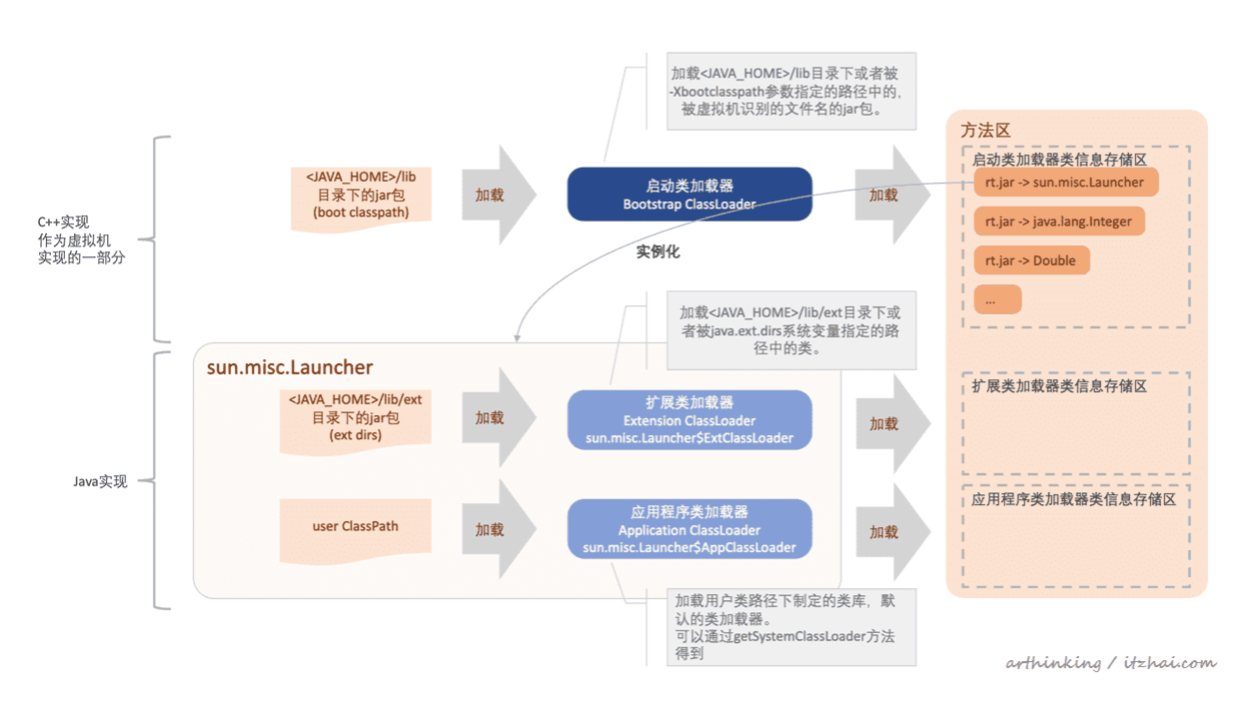 加载<JAVA_HOME>/lib目录下或者被
-Xbootclasspath参数指定的路径中的,
被虚拟机识别的文件名的jar包。
C++实现
作为虚拟机
实现的一部分
<JAVA_HOME>/lib
目录下的jar包
(boot classpath)
加载
启动类加载器
Bootstrap ClassLoader
加载
方法区
启动类加载器类信息存储区
rt.jar -> sun.misc.Launcher
rt.jar -> java.lang.Integer
rt.jar -> Double
...
实例化
加载<JAVA_HOME>/lib/ext目录下或
者被java.ext.dirs系统变量指定的路
径中的类。
Java实现
sun.misc.Launcher
<JAVA_HOME>/lib/ext
目录下的jar包
(ext dirs)
加载
扩展类加载器
Extension ClassLoader
sun.misc.Launcher$ExtClassLoader
加载
扩展类加载器类信息存储区
user ClassPath
加载
应用程序类加载器
Application ClassLoader
sun.misc.Launcher$AppClassLoader
加载
应用程序类加载器类信息存储区
加载用户类路径下制定的类库，默
认的类加载器。
可以通过getSystemClassLoader方法
得到
arthinking / itzhai.com